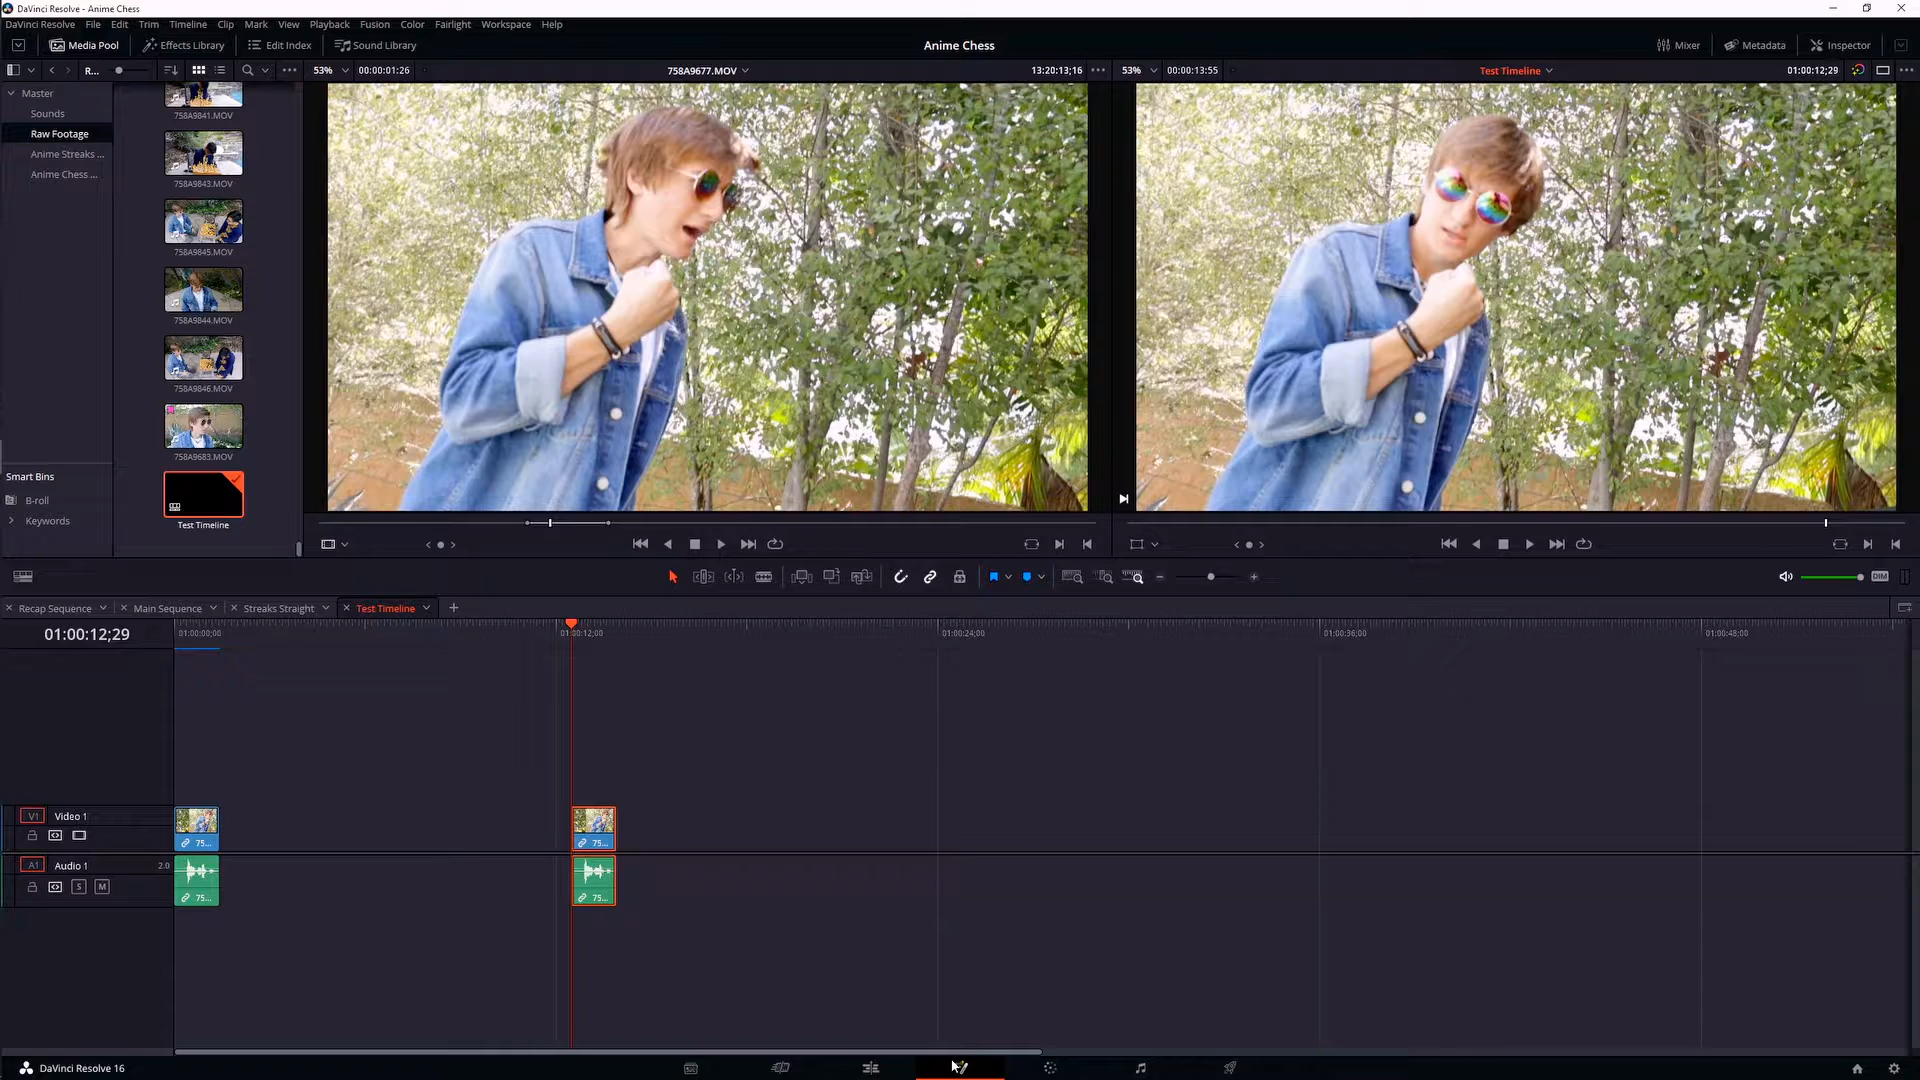 DaVinci Resolve - Anime Chess
DaVinci Resolve File Edit Trim Timeline Clip Mark View Playback Fusion Color Fairlight Workspace Help
Media Pool Effects Library Edit Index Sound Library Anime Chess Mixer Metadata Inspector
R... 53% 00:00:01:26 758A9677.MOV 13:20:13;16 53% 00:00:13:55 Test Timeline 01:00:12;29
Master
Sounds
Raw Footage
Anime Streaks ...
Anime Chess ...
758A9841.MOV
758A9843.MOV
758A9845.MOV
758A9844.MOV
758A9846.MOV
758A9683.MOV
Test Timeline
Smart Bins
B-roll
Keywords
DIM
Recap Sequence Main Sequence Streaks Straight Test Timeline
01:00:12;29
01:00:00;00 01:00:12;00 01:00:24;00 01:00:36;00 01:00:48;00
V1 Video 1
75... 75...
A1 Audio 1 2.0
S M
75... 75...
DaVinci Resolve 16